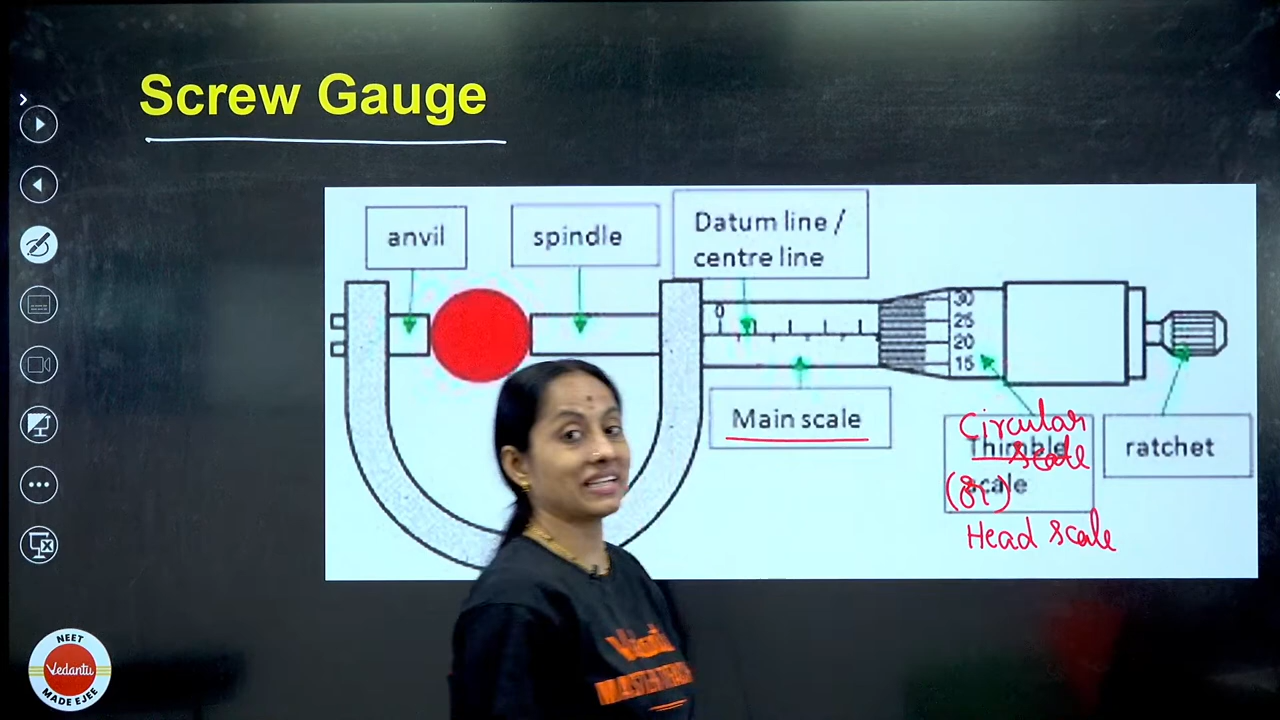 Screw Gauge
anvil
spindle
Datum line /
centre line
0
30
25
20
15
Main scale
Circular
scale
Thimble
scale
(or)
Head scale
ratchet
NEET
Vedantu
MADE EJEE
Vedantu